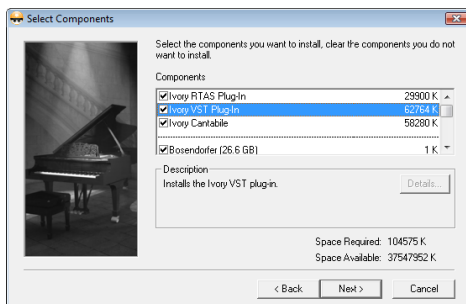 Select Components
Select the components you want to install, clear the components you do not
want to install.
Components
Ivory RTAS Plug-In 29900 K
Ivory VST Plug-In 62764 K
Ivory Cantabile 58280 K
Bosendorfer (26.6 GB) 1 K
Description
Installs the Ivory VST plug-in.
Details...
Space Required: 104575 K
Space Available: 37547952 K
< Back Next > Cancel